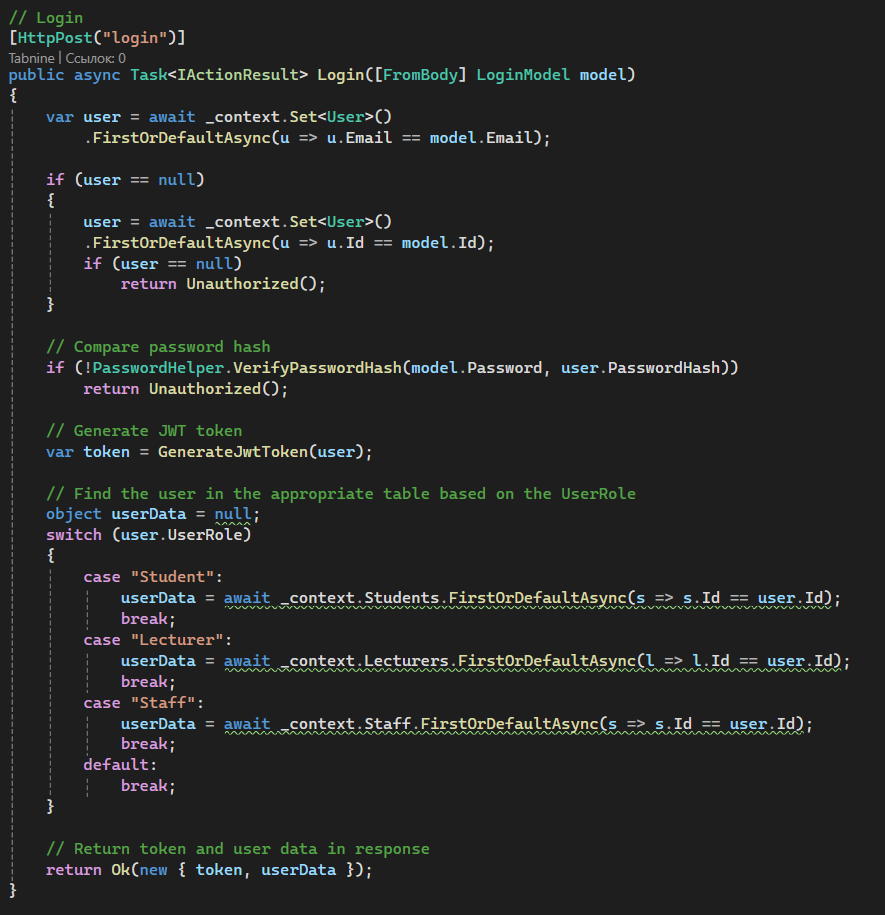 // Login
[HttpPost("login")]
Tabnine | Ссылок: 0
public async Task<IActionResult> Login([FromBody] LoginModel model)
{
    var user = await _context.Set<User>()
        .FirstOrDefaultAsync(u => u.Email == model.Email);

    if (user == null)
    {
        user = await _context.Set<User>()
        .FirstOrDefaultAsync(u => u.Id == model.Id);
        if (user == null)
            return Unauthorized();
    }

    // Compare password hash
    if (!PasswordHelper.VerifyPasswordHash(model.Password, user.PasswordHash))
        return Unauthorized();

    // Generate JWT token
    var token = GenerateJwtToken(user);

    // Find the user in the appropriate table based on the UserRole
    object userData = null;
    switch (user.UserRole)
    {
        case "Student":
            userData = await _context.Students.FirstOrDefaultAsync(s => s.Id == user.Id);
            break;
        case "Lecturer":
            userData = await _context.Lecturers.FirstOrDefaultAsync(l => l.Id == user.Id);
            break;
        case "Staff":
            userData = await _context.Staff.FirstOrDefaultAsync(s => s.Id == user.Id);
            break;
        default:
            break;
    }

    // Return token and user data in response
    return Ok(new { token, userData });
}